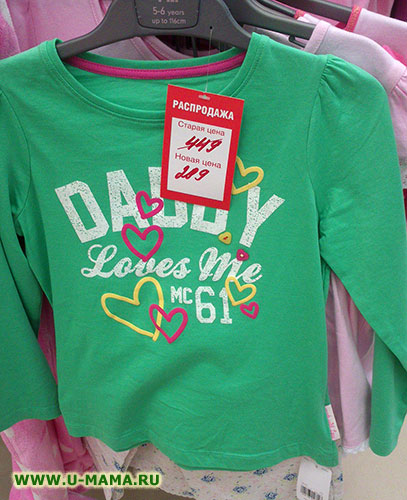 5-6 years
up to 116cm
РАСПРОДАЖА
Старая цена
449
Новая цена
289
DADDY
Loves Me
MC 61
WWW.U-MAMA.RU